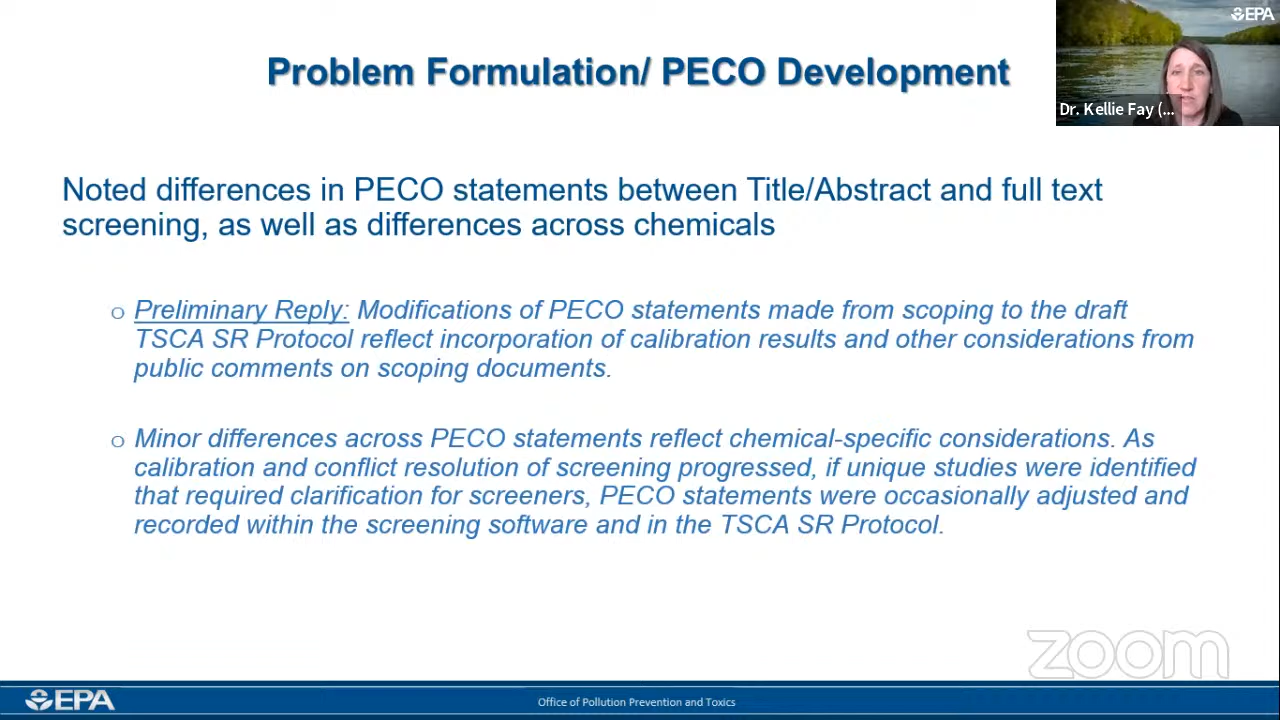 EPA
Problem Formulation/ PECO Development
Dr. Kellie Fay (...
Noted differences in PECO statements between Title/Abstract and full text
screening, as well as differences across chemicals
o Preliminary Reply: Modifications of PECO statements made from scoping to the draft
TSCA SR Protocol reflect incorporation of calibration results and other considerations from
public comments on scoping documents.
o Minor differences across PECO statements reflect chemical-specific considerations. As
calibration and conflict resolution of screening progressed, if unique studies were identified
that required clarification for screeners, PECO statements were occasionally adjusted and
recorded within the screening software and in the TSCA SR Protocol.
zoom
EPA
Office of Pollution Prevention and Toxics